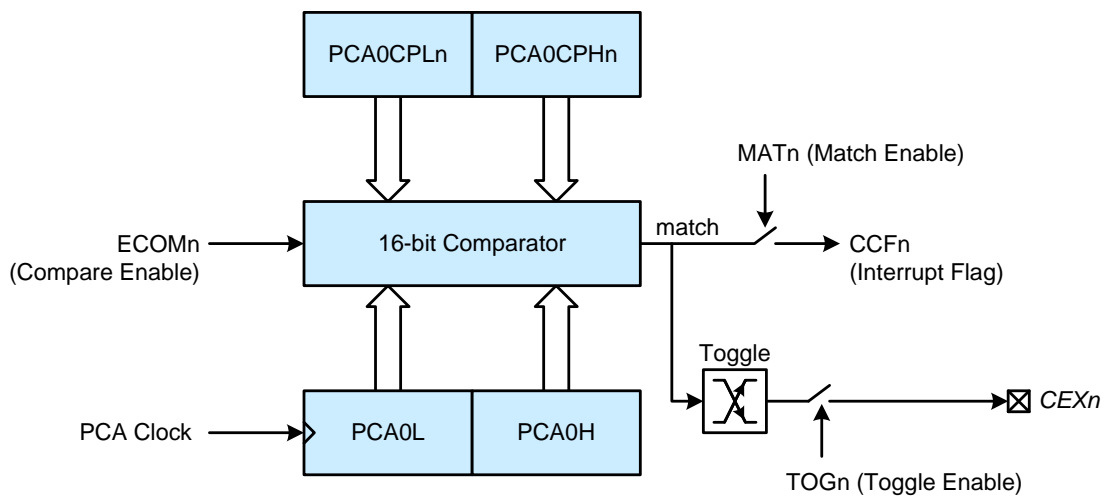 PCA0CPLn
PCA0CPHn
MATn (Match Enable)
ECOMn
(Compare Enable)
16-bit Comparator
match
CCFn
(Interrupt Flag)
Toggle
CEXn
PCA Clock
PCA0L
PCA0H
TOGn (Toggle Enable)